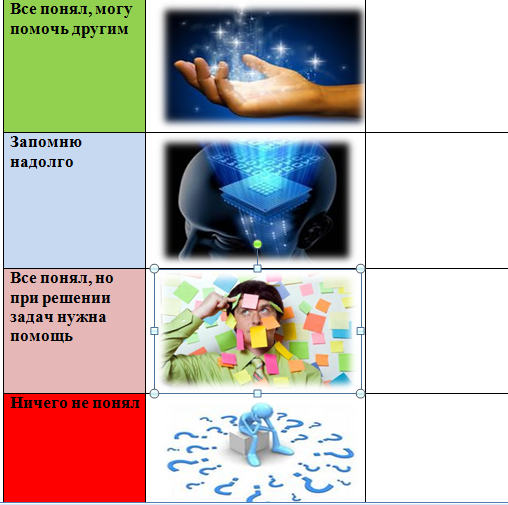 Все понял, могу
помочь другим
Запомню
надолго
Все понял, но
при решении
задач нужна
помощь
Ничего не понял